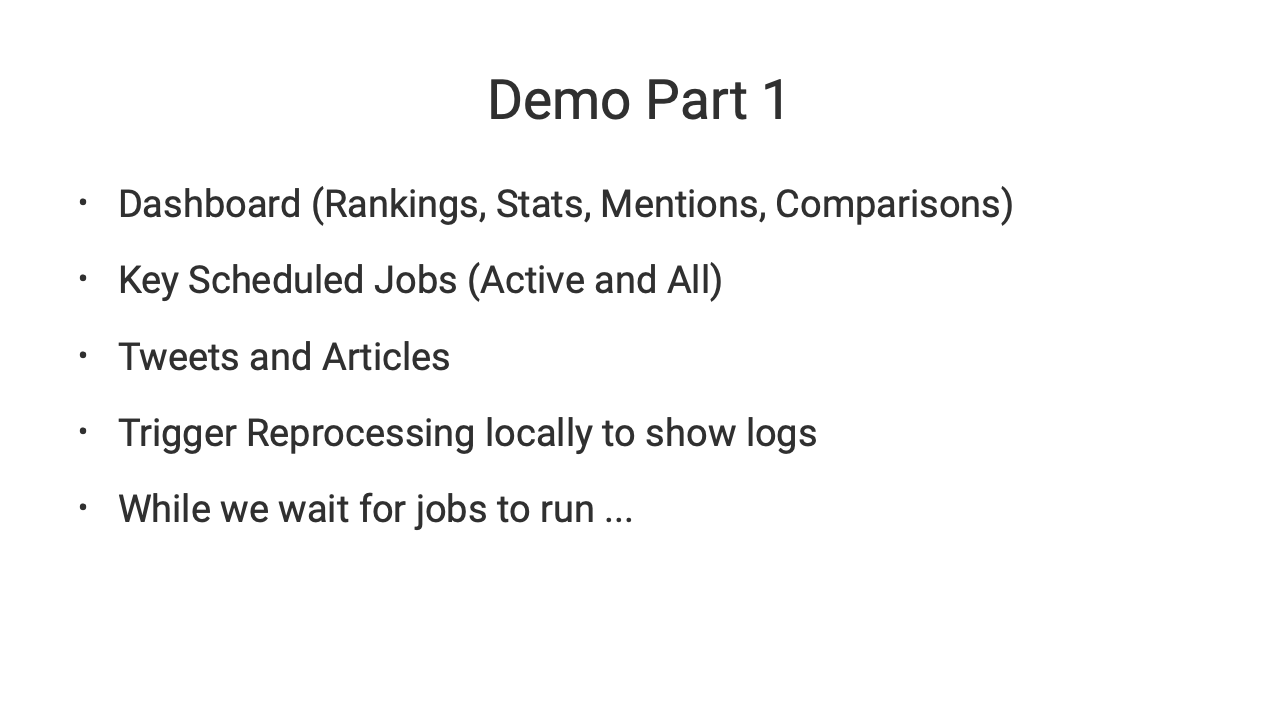 Demo Part 1
• Dashboard (Rankings, Stats, Mentions, Comparisons)
• Key Scheduled Jobs (Active and All)
• Tweets and Articles
• Trigger Reprocessing locally to show logs
• While we wait for jobs to run ...